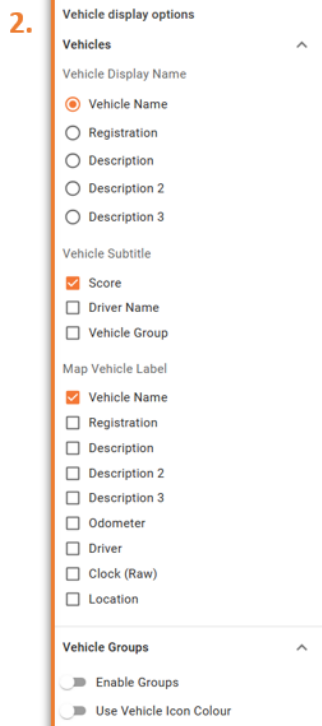 2.
Vehicle display options
Vehicles
Vehicle Display Name
Vehicle Name
Registration
Description
Description 2
Description 3
Vehicle Subtitle
Score
Driver Name
Vehicle Group
Map Vehicle Label
Vehicle Name
Registration
Description
Description 2
Description 3
Odometer
Driver
Clock (Raw)
Location
Vehicle Groups
Enable Groups
Use Vehicle Icon Colour